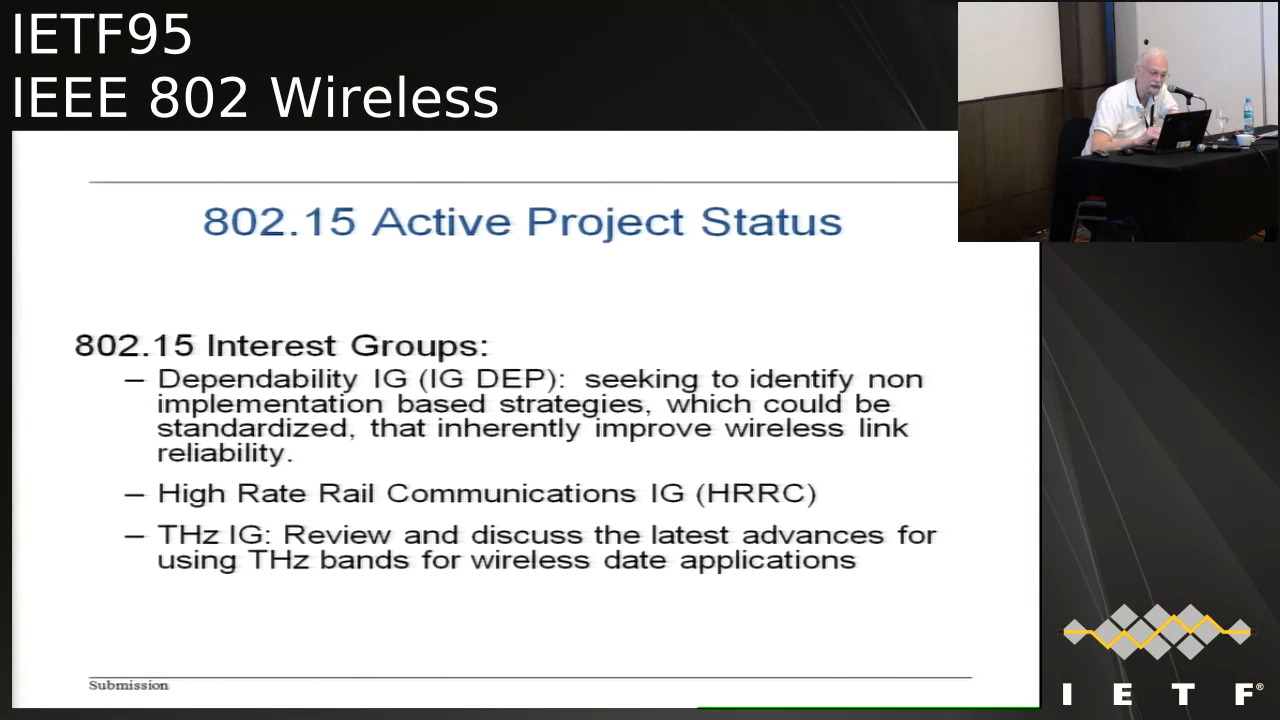 IETF95
IEEE 802 Wireless
802.15 Active Project Status
802.15 Interest Groups:
– Dependability IG (IG DEP): seeking to identify non
implementation based strategies, which could be
standardized, that inherently improve wireless link
reliability.
– High Rate Rail Communications IG (HRRC)
– THz IG: Review and discuss the latest advances for
using THz bands for wireless date applications
Submission
I E T F®